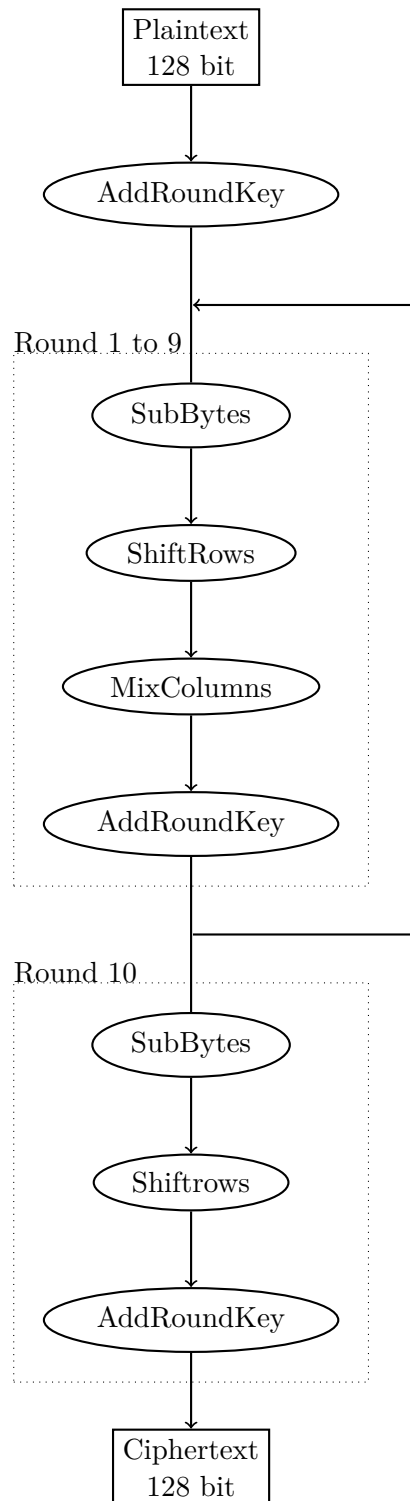 Plaintext
128 bit
AddRoundKey
Round 1 to 9
SubBytes
ShiftRows
MixColumns
AddRoundKey
Round 10
SubBytes
Shiftrows
AddRoundKey
Ciphertext
128 bit